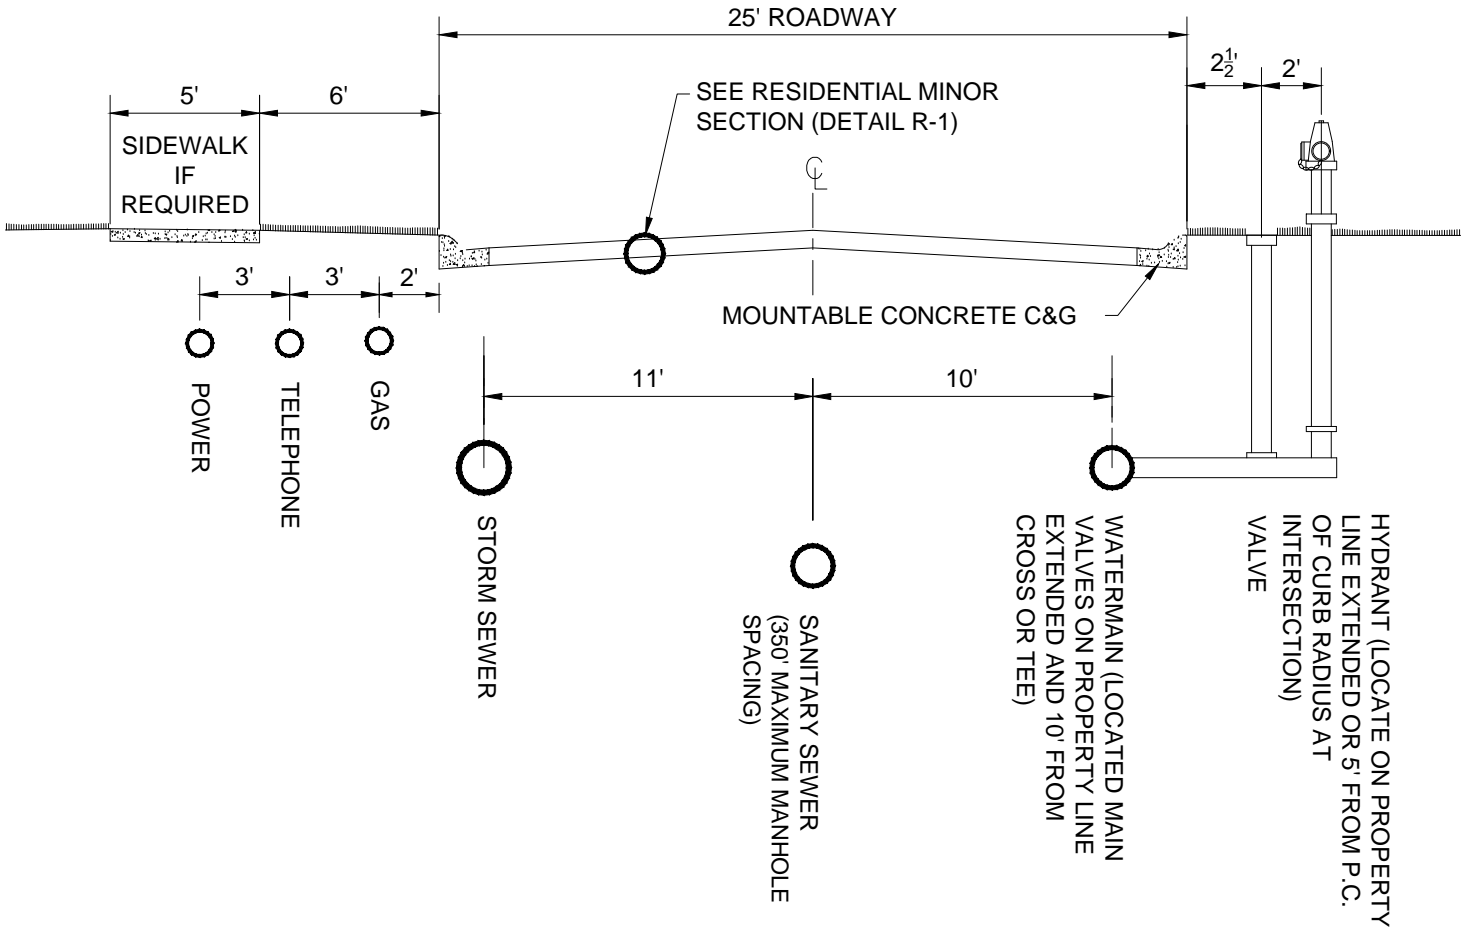 25' ROADWAY
2½'
2'
5'
6'
SEE RESIDENTIAL MINOR
SECTION (DETAIL R-1)
SIDEWALK
IF
REQUIRED
℄
3'
3'
2'
MOUNTABLE CONCRETE C&G
11'
10'
POWER
TELEPHONE
GAS
STORM SEWER
SANITARY SEWER
(350' MAXIMUM MANHOLE
SPACING)
WATERMAIN (LOCATED MAIN
VALVES ON PROPERTY LINE
EXTENDED AND 10' FROM
CROSS OR TEE)
VALVE
HYDRANT (LOCATE ON PROPERTY
LINE EXTENDED OR 5' FROM P.C.
OF CURB RADIUS AT
INTERSECTION)